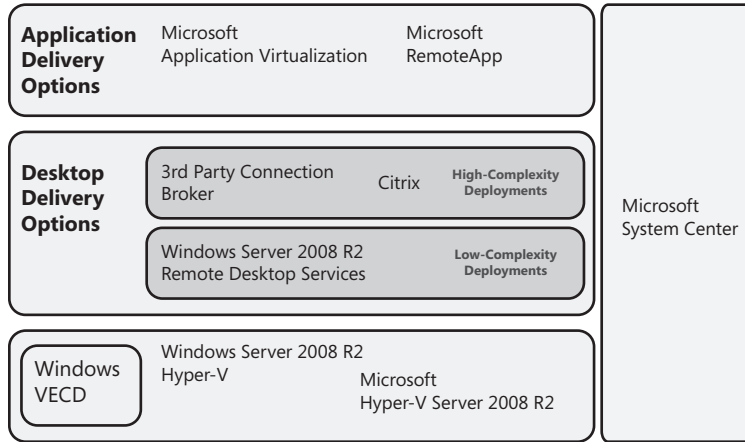 Application
Delivery
Options
Microsoft
Application Virtualization
Microsoft
RemoteApp
Desktop
Delivery
Options
3rd Party Connection
Broker
Citrix
High-Complexity
Deployments
Windows Server 2008 R2
Remote Desktop Services
Low-Complexity
Deployments
Windows
VECD
Windows Server 2008 R2
Hyper-V
Microsoft
Hyper-V Server 2008 R2
Microsoft
System Center